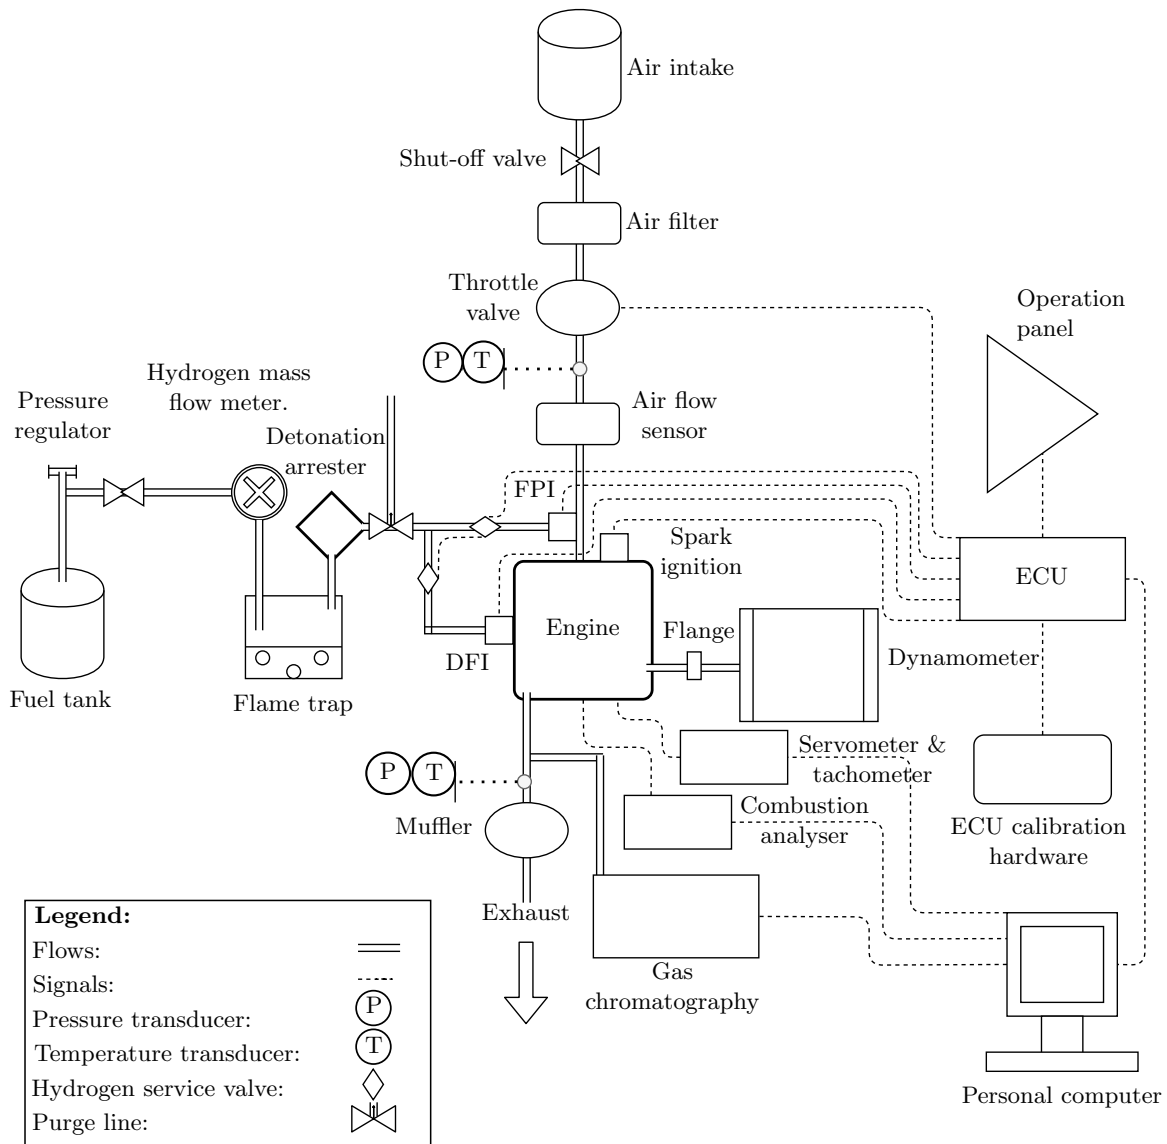 Air intake
Shut-off valve
Air filter
Throttle
valve
Operation
panel
P T
Hydrogen mass
flow meter.
Pressure
regulator
Air flow
sensor
Detonation
arrester
FPI
Spark
ignition
ECU
Engine
Flange
DFI
Dynamometer
Fuel tank
Flame trap
Servometer &
tachometer
P T
Combustion
analyser
Muffler
ECU calibration
hardware
Exhaust
Gas
chromatography
Personal computer
Legend:
Flows:
Signals:
Pressure transducer: P
Temperature transducer: T
Hydrogen service valve:
Purge line: